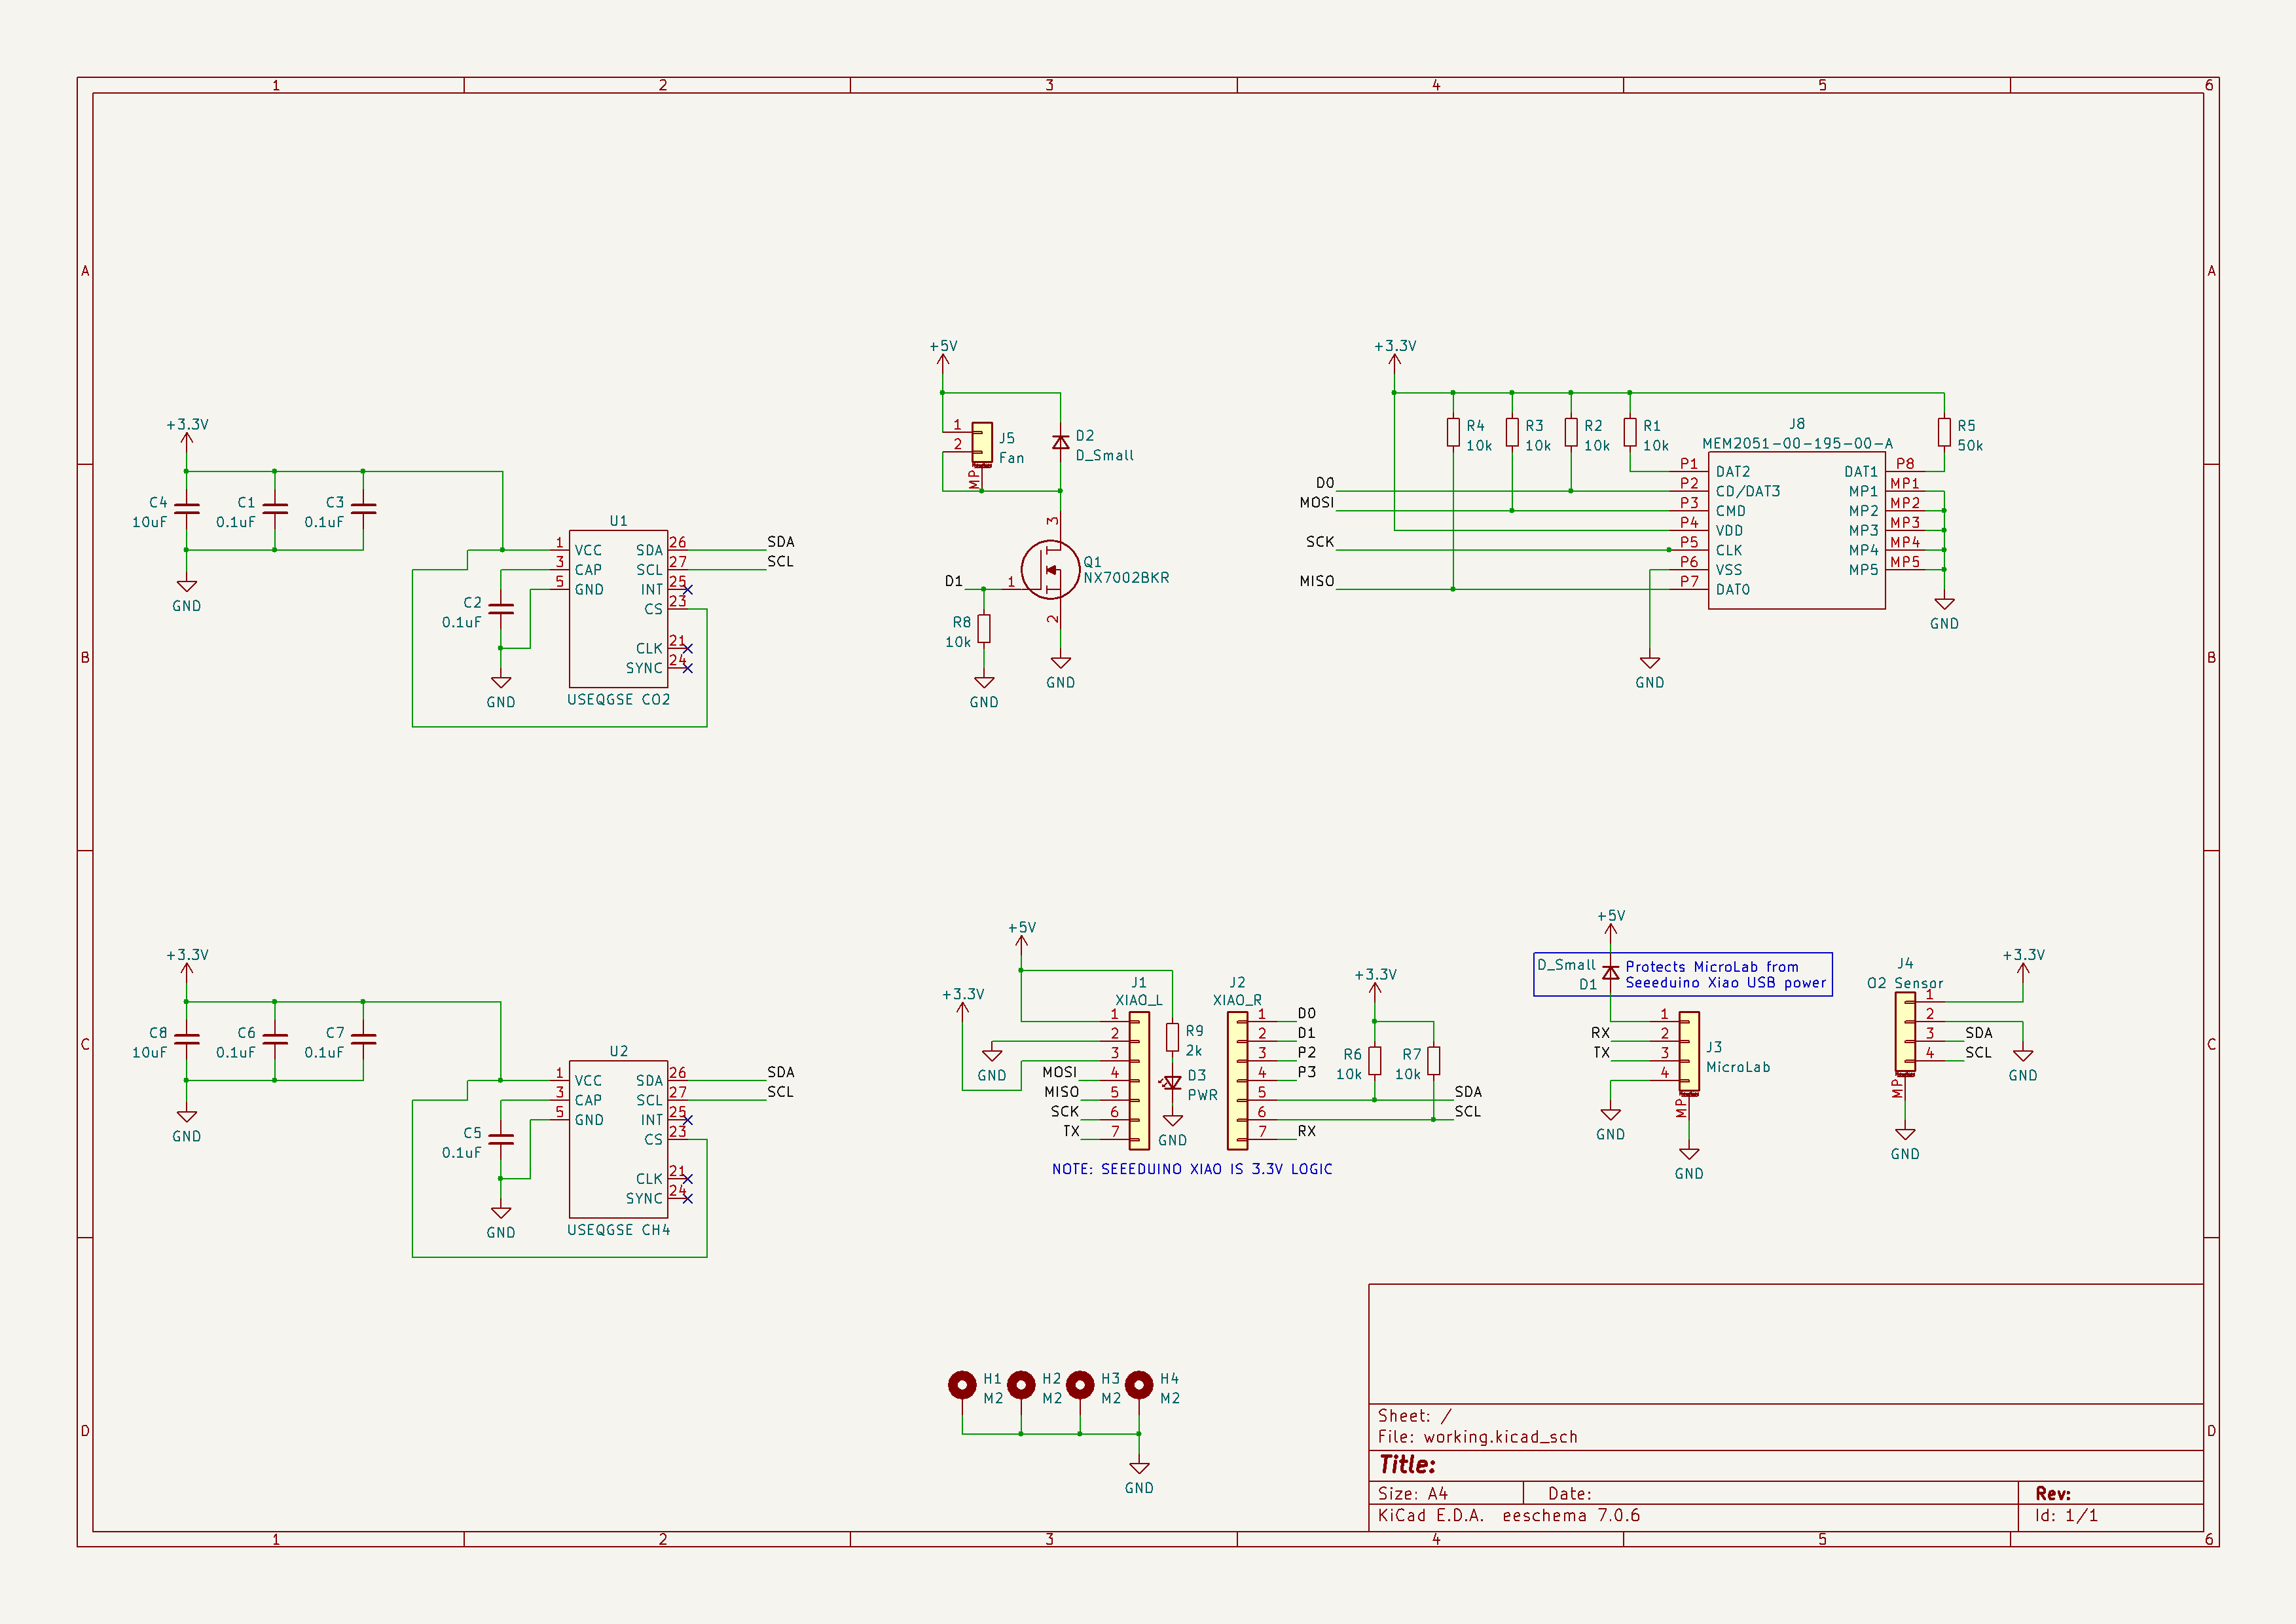 1 2 3 4 5 6
A A
B B
C C
D D
1 2 3 4 5 6
+3.3V
C4
10uF
C1
0.1uF
C3
0.1uF
GND
U1
1 VCC
3 CAP
5 GND
SDA 26
SCL 27
INT 25
CS 23
CLK 21
SYNC 24
SDA
SCL
C2
0.1uF
GND
USEQGSE CO2
+5V
1
2
MP
J5
Fan
D2
D_Small
3
Q1
NX7002BKR
D1
1
2
R8
10k
GND
GND
+3.3V
R4
10k
R3
10k
R2
10k
R1
10k
R5
50k
J8
MEM2051-00-195-00-A
P1 DAT2
P2 CD/DAT3
P3 CMD
P4 VDD
P5 CLK
P6 VSS
P7 DAT0
DAT1 P8
MP1 MP1
MP2 MP2
MP3 MP3
MP4 MP4
MP5 MP5
D0
MOSI
SCK
MISO
GND
GND
+3.3V
C8
10uF
C6
0.1uF
C7
0.1uF
GND
U2
1 VCC
3 CAP
5 GND
SDA 26
SCL 27
INT 25
CS 23
CLK 21
SYNC 24
SDA
SCL
C5
0.1uF
GND
USEQGSE CH4
+5V
+3.3V
GND
J1
XIAO_L
1
2
3
MOSI 4
MISO 5
SCK 6
TX 7
R9
2k
D3
PWR
GND
J2
XIAO_R
1 D0
2 D1
3 P2
4 P3
5
6
7 RX
+3.3V
R6
10k
R7
10k
SDA
SCL
NOTE: SEEEDUINO XIAO IS 3.3V LOGIC
+5V
D_Small
D1
Protects MicroLab from
Seeeduino Xiao USB power
1
RX 2
TX 3
4
MP
J3
MicroLab
GND
GND
J4
O2 Sensor
1
2
3 SDA
4 SCL
MP
+3.3V
GND
GND
H1
M2
H2
M2
H3
M2
H4
M2
GND
Sheet: /
File: working.kicad_sch
Title:
Size: A4 Date: Rev:
KiCad E.D.A. eeschema 7.0.6 Id: 1/1